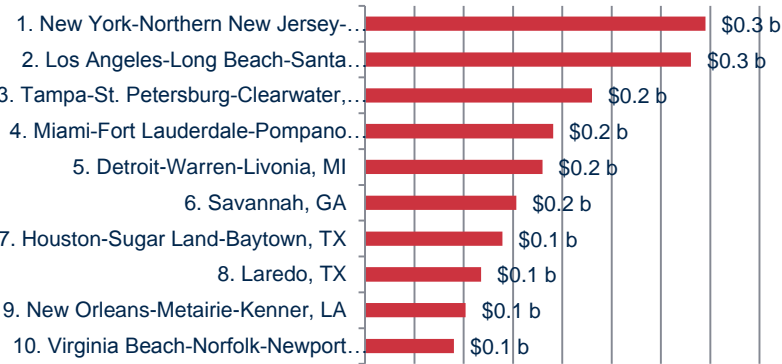 1. New York-Northern New Jersey-… $0.3 b
2. Los Angeles-Long Beach-Santa… $0.3 b
3. Tampa-St. Petersburg-Clearwater,… $0.2 b
4. Miami-Fort Lauderdale-Pompano… $0.2 b
5. Detroit-Warren-Livonia, MI $0.2 b
6. Savannah, GA $0.2 b
7. Houston-Sugar Land-Baytown, TX $0.1 b
8. Laredo, TX $0.1 b
9. New Orleans-Metairie-Kenner, LA $0.1 b
10. Virginia Beach-Norfolk-Newport… $0.1 b